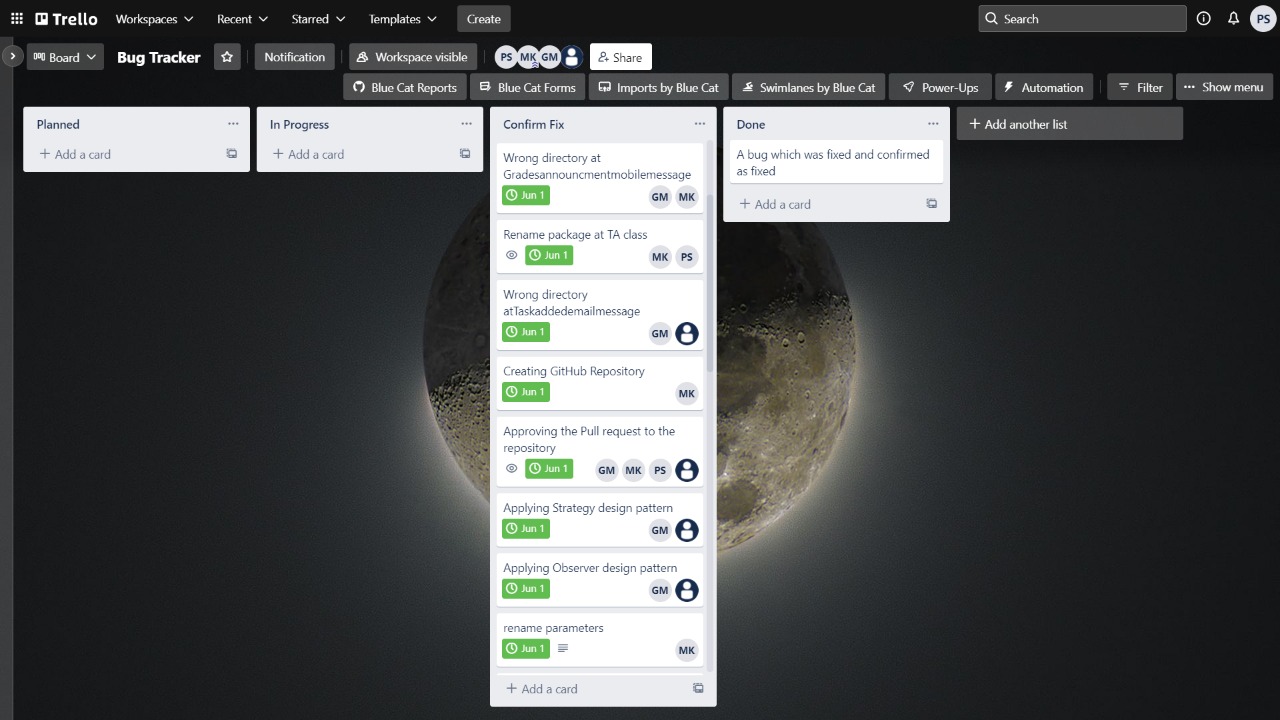 Trello
Workspaces
Recent
Starred
Templates
Create
Search
PS
Board
Bug Tracker
Notification
Workspace visible
PS
MK
GM
Share
Blue Cat Reports
Blue Cat Forms
Imports by Blue Cat
Swimlanes by Blue Cat
Power-Ups
Automation
Filter
Show menu
Planned
Add a card
In Progress
Add a card
Confirm Fix
Wrong directory at
Gradesannouncmentmobilemessage
Jun 1
GM MK
Rename package at TA class
Jun 1
MK PS
Wrong directory
atTaskaddedemailmessage
Jun 1
GM
Creating GitHub Repository
Jun 1
MK
Approving the Pull request to the
repository
Jun 1
GM MK PS
Applying Strategy design pattern
Jun 1
GM
Applying Observer design pattern
Jun 1
GM
rename parameters
Jun 1
MK
Add a card
Done
A bug which was fixed and confirmed
as fixed
Add a card
Add another list